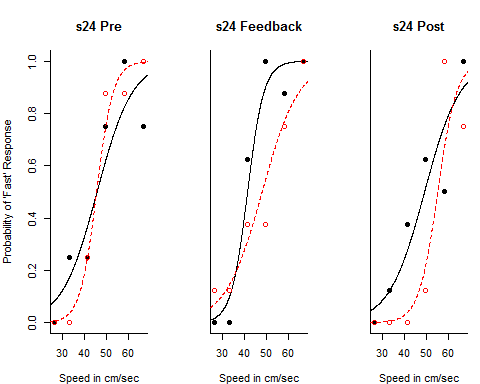 s24 Pre
s24 Feedback
s24 Post
Probability of 'Fast' Response
0.0 0.2 0.4 0.6 0.8 1.0
30 40 50 60
30 40 50 60
30 40 50 60
Speed in cm/sec
Speed in cm/sec
Speed in cm/sec